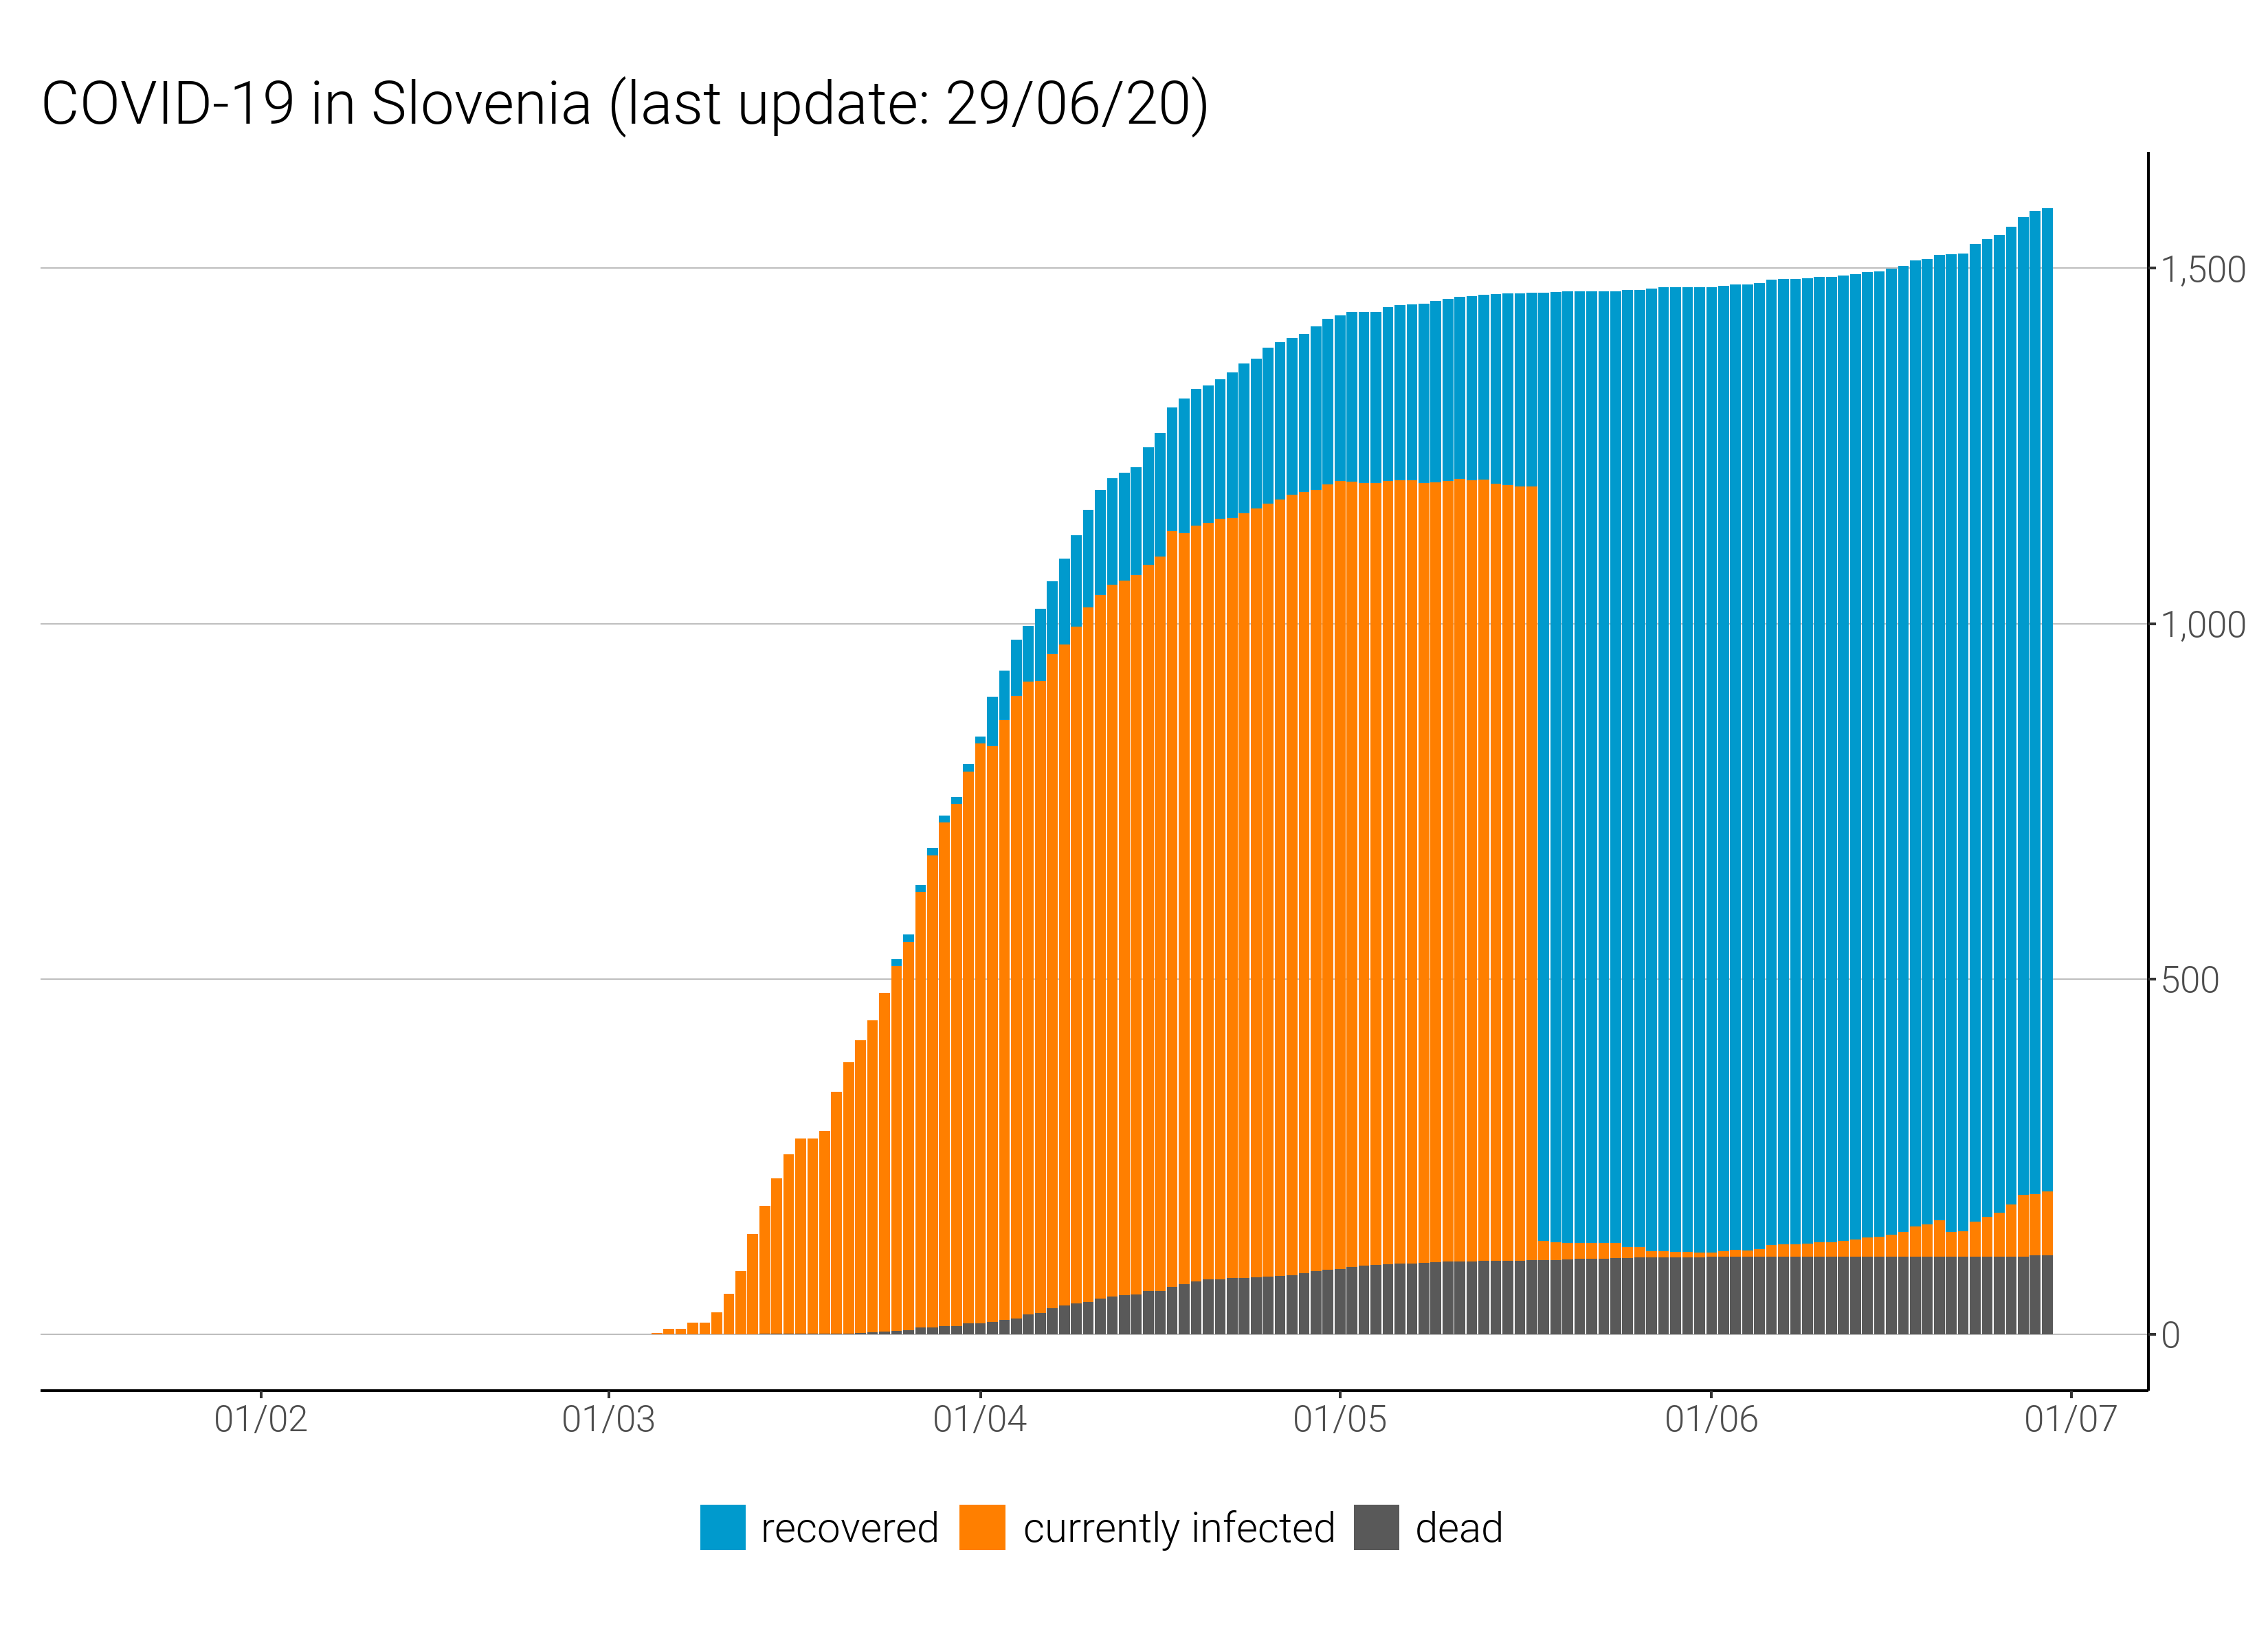 COVID-19 in Slovenia (last update: 29/06/20)
1,500
1,000
500
0
01/02 01/03 01/04 01/05 01/06 01/07
recovered currently infected dead